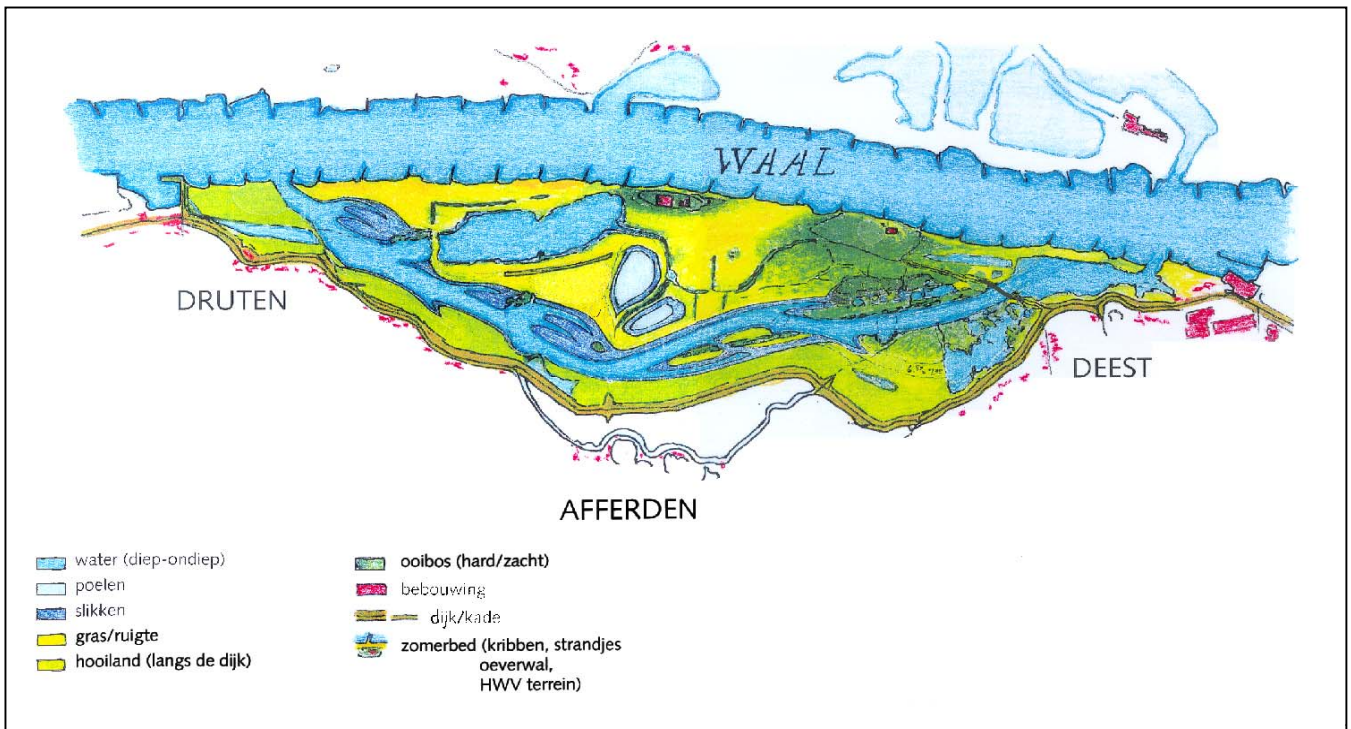 WAAL
DRUTEN
DEEST
AFFERDEN
water (diep-ondiep)
poelen
slikken
gras/ruigte
hooiland (langs de dijk)
ooibos (hard/zacht)
bebouwing
dijk/kade
zomerbed (kribben, strandjes
oeverwal,
HWV terrein)